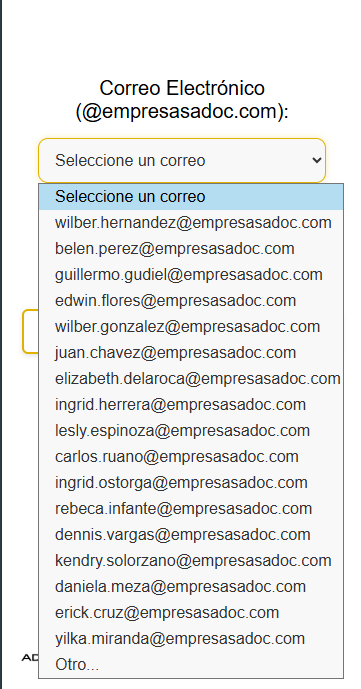 Correo Electrónico
(@empresasadoc.com):
Seleccione un correo
Seleccione un correo
wilber.hernandez@empresasadoc.com
belen.perez@empresasadoc.com
guillermo.gudiel@empresasadoc.com
edwin.flores@empresasadoc.com
wilber.gonzalez@empresasadoc.com
juan.chavez@empresasadoc.com
elizabeth.delaroca@empresasadoc.com
ingrid.herrera@empresasadoc.com
lesly.espinoza@empresasadoc.com
carlos.ruano@empresasadoc.com
ingrid.ostorga@empresasadoc.com
rebeca.infante@empresasadoc.com
dennis.vargas@empresasadoc.com
kendry.solorzano@empresasadoc.com
daniela.meza@empresasadoc.com
erick.cruz@empresasadoc.com
yilka.miranda@empresasadoc.com
Otro...